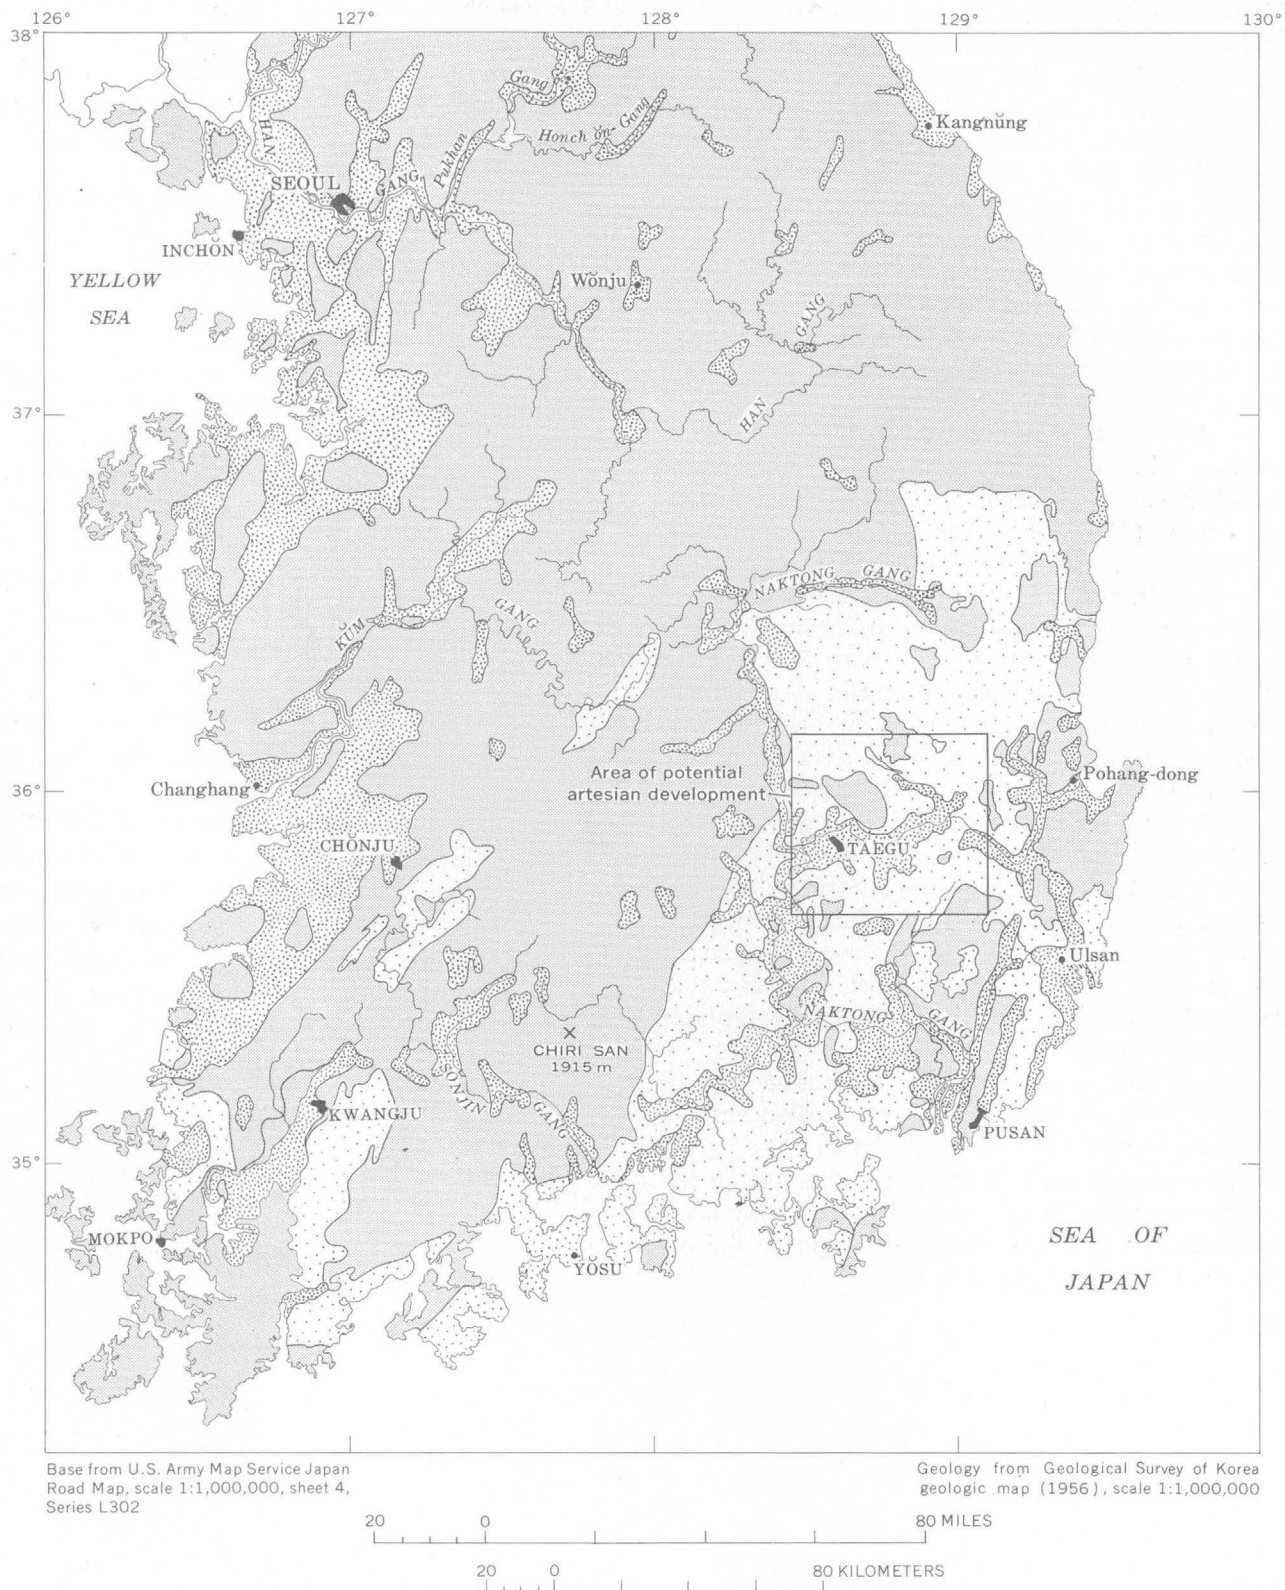 126°
127°
128°
129°
130°
38°
Gang
Honch'ŏn Gang
Kangnŭng
HAN
Pukhan
SEOUL
GANG
INCHŎN
YELLOW
SEA
Wŏnju
GANG
37°
HAN
NAKTONG GANG
KŬM
GANG
Area of potential
artesian development
Pohang-dong
Changhang
36°
CHŎNJU
TAEGU
Ulsan
NAKTONG
GANG
CHIRI SAN
1915 m
SŎNJIN
GANG
KWANGJU
PUSAN
35°
MOKPO
YŎSU
SEA OF
JAPAN
Base from U.S. Army Map Service Japan
Road Map, scale 1:1,000,000, sheet 4,
Series L302
Geology from Geological Survey of Korea
geologic map (1956), scale 1:1,000,000
20 0 80 MILES
20 0 80 KILOMETERS